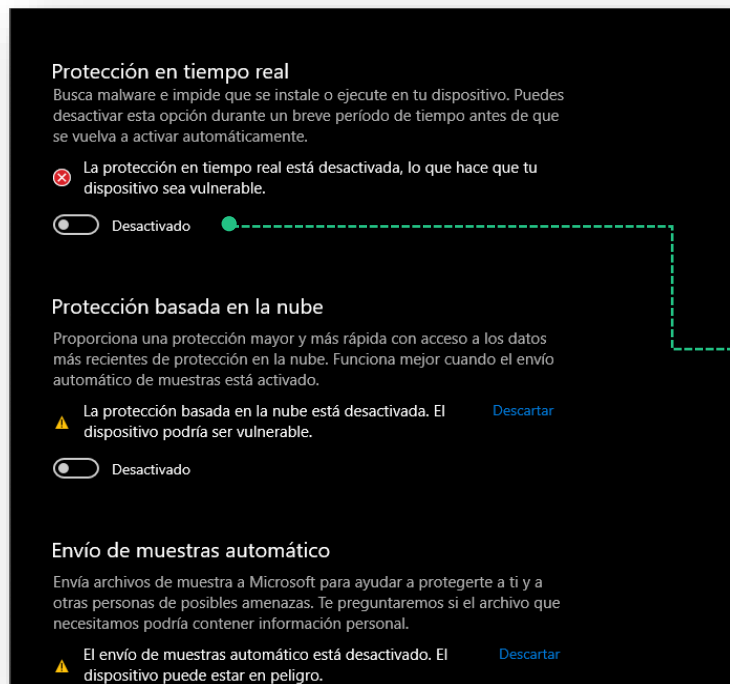 Protección en tiempo real
Busca malware e impide que se instale o ejecute en tu dispositivo. Puedes
desactivar esta opción durante un breve período de tiempo antes de que
se vuelva a activar automáticamente.
La protección en tiempo real está desactivada, lo que hace que tu
dispositivo sea vulnerable.
Desactivado
Protección basada en la nube
Proporciona una protección mayor y más rápida con acceso a los datos
más recientes de protección en la nube. Funciona mejor cuando el envío
automático de muestras está activado.
La protección basada en la nube está desactivada. El
dispositivo podría ser vulnerable.
Descartar
Desactivado
Envío de muestras automático
Envía archivos de muestra a Microsoft para ayudar a protegerte a ti y a
otras personas de posibles amenazas. Te preguntaremos si el archivo que
necesitamos podría contener información personal.
El envío de muestras automático está desactivado. El
dispositivo puede estar en peligro.
Descartar